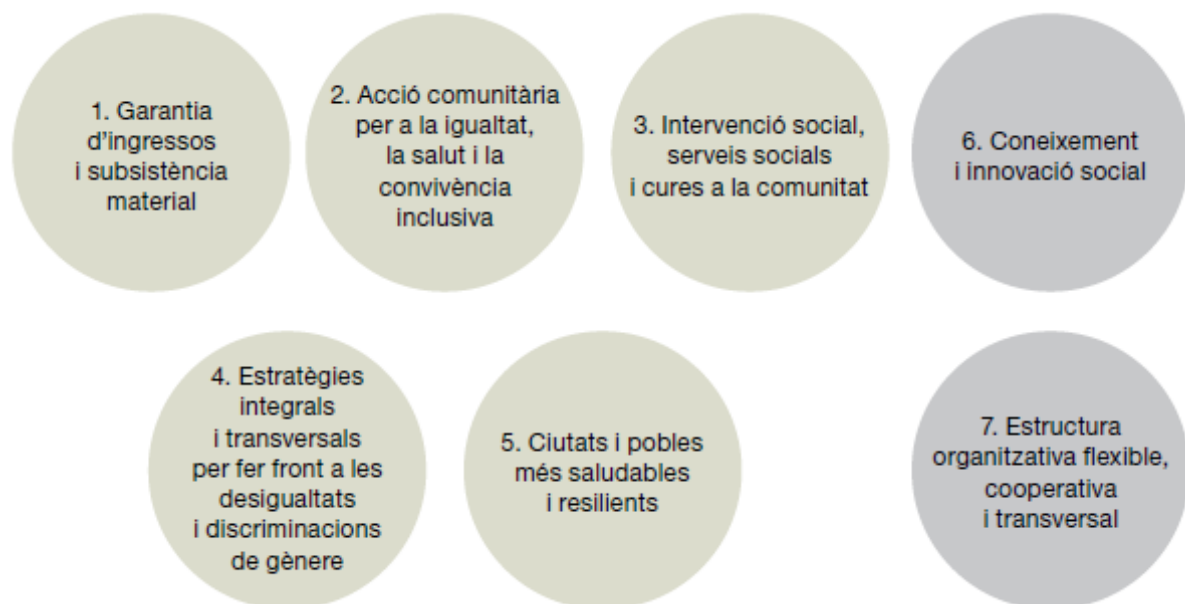 1. Garantia
d’ingressos
i subsistència
material
2. Acció comunitària
per a la igualtat,
la salut i la
convivència
inclusiva
3. Intervenció social,
serveis socials
i cures a la comunitat
6. Coneixement
i innovació social
4. Estratègies
integrals
i transversals
per fer front a les
desigualtats
i discriminacions
de gènere
5. Ciutats i pobles
més saludables
i resilients
7. Estructura
organitzativa flexible,
cooperativa
i transversal